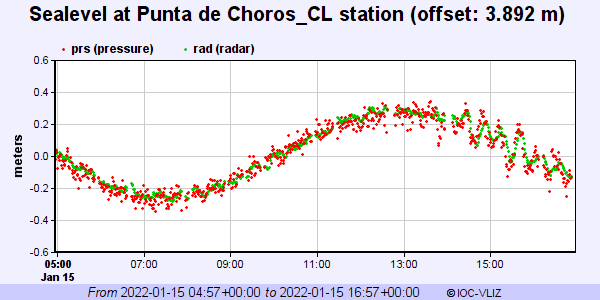 Sealevel at Punta de Choros_CL station (offset: 3.892 m)
prs (pressure) rad (radar)
meters
0.6
0.4
0.2
0.0
-0.2
-0.4
-0.6
05:00 07:00 09:00 11:00 13:00 15:00
Jan 15
From 2022-01-15 04:57+00:00 to 2022-01-15 16:57+00:00 © IOC-VLIZ